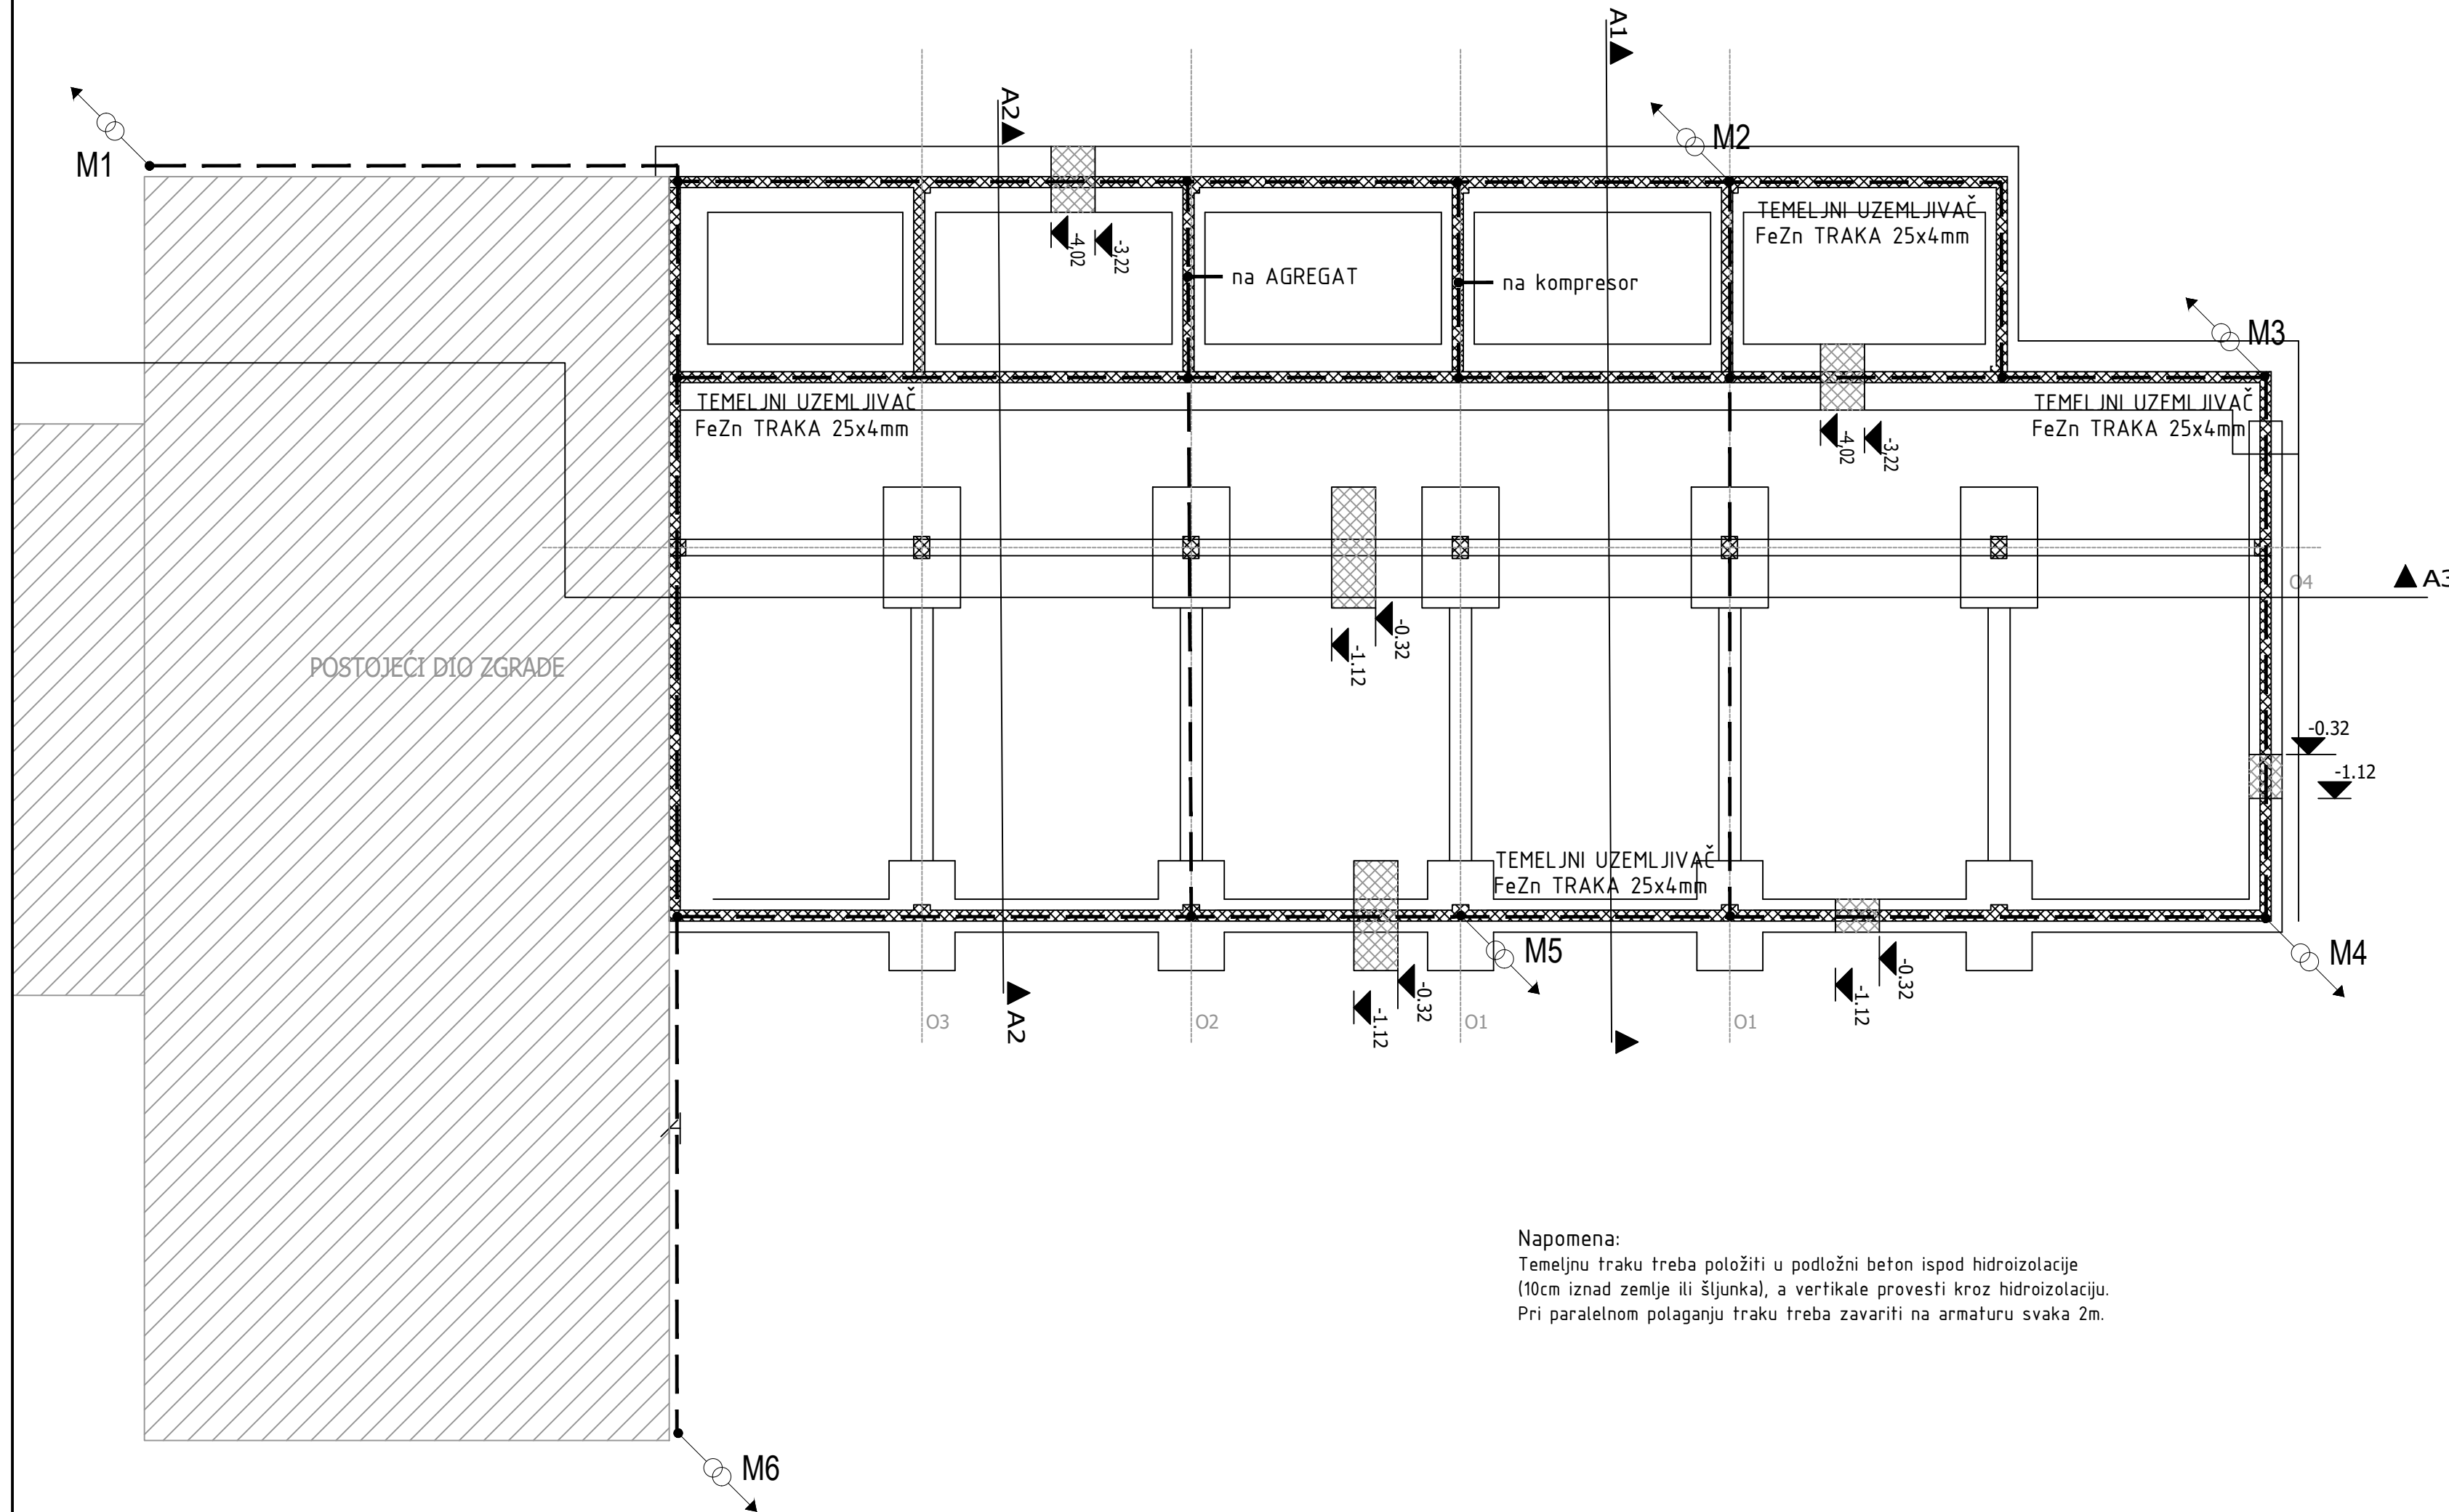 A1
A2
M1
M2
TEMELJNI UZEMLJIVAČ
FeZn TRAKA 25x4mm
-4,02
-3,22
na AGREGAT
na kompresor
M3
TEMELJNI UZEMLJIVAČ
FeZn TRAKA 25x4mm
TEMELJNI UZEMLJIVAČ
FeZn TRAKA 25x4mm
-4,02
-3,22
O4
A3
-0.32
-1.12
POSTOJEĆI DIO ZGRADE
-0.32
-1.12
TEMELJNI UZEMLJIVAČ
FeZn TRAKA 25x4mm
M5
M4
-0.32
-1.12
-0.32
-1.12
O3
A2
O2
O1
O1
Napomena:
Temeljnu traku treba položiti u podložni beton ispod hidroizolacije
(10cm iznad zemlje ili šljunka), a vertikale provesti kroz hidroizolaciju.
Pri paralelnom polaganju traku treba zavariti na armaturu svaka 2m.
M6